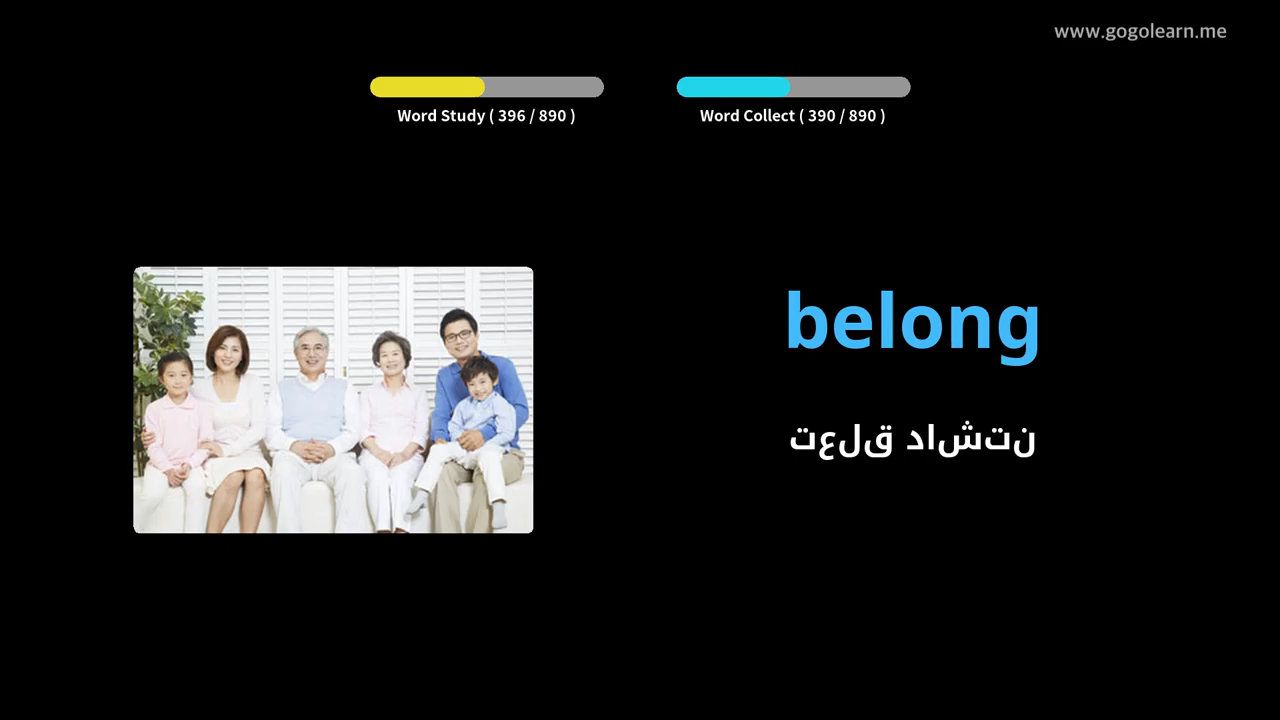 www.gogolearn.me
Word Study ( 396 / 890 )
Word Collect ( 390 / 890 )
belong
تعلق داشتن